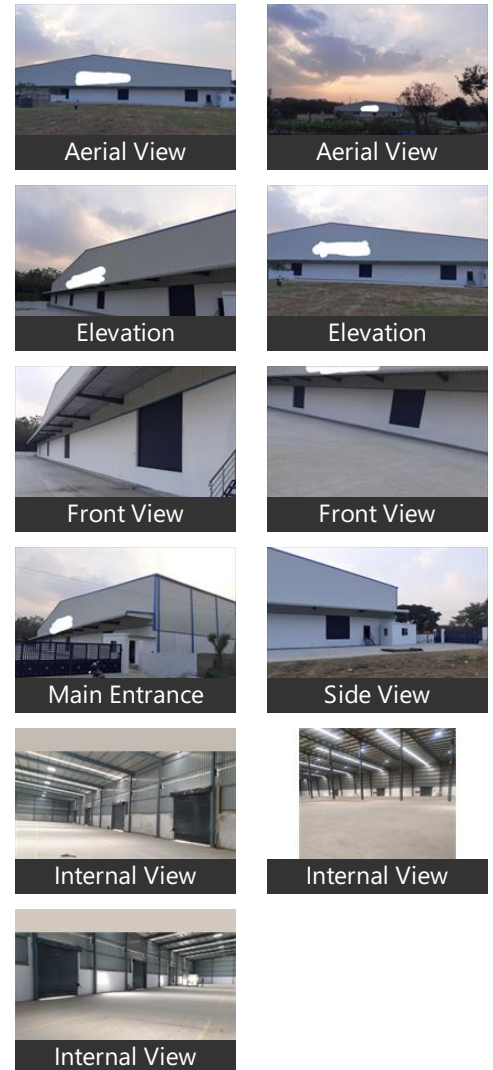 Aerial View
Aerial View
Elevation
Elevation
Front View
Front View
Main Entrance
Side View
Internal View
Internal View
Internal View